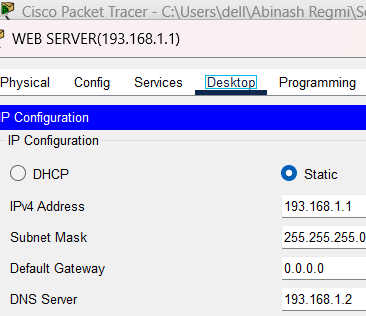 Cisco Packet Tracer - C:\Users\dell\Abinash Regmi\S
WEB SERVER(193.168.1.1)
Physical Config Services Desktop Programming
IP Configuration
IP Configuration
DHCP Static
IPv4 Address 193.168.1.1
Subnet Mask 255.255.255.0
Default Gateway 0.0.0.0
DNS Server 193.168.1.2